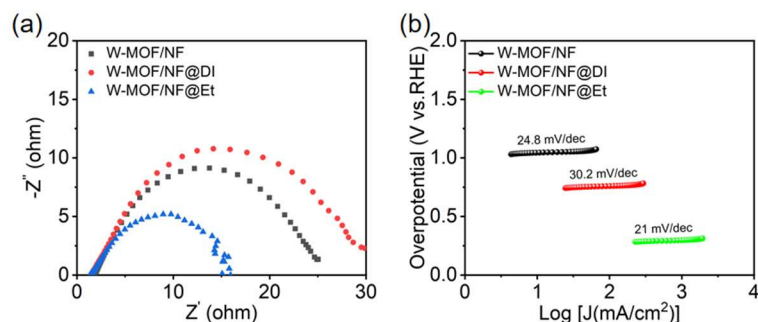 (a)
20
15
10
5
0
-Z" (ohm)
W-MOF/NF
W-MOF/NF@DI
W-MOF/NF@Et
0
10
20
30
Z' (ohm)
(b)
2.0
1.5
1.0
0.5
0.0
Overpotential (V vs.RHE)
W-MOF/NF
W-MOF/NF@DI
W-MOF/NF@Et
24.8 mV/dec
30.2 mV/dec
21 mV/dec
0
1
2
3
4
Log [J(mA/cm²)]